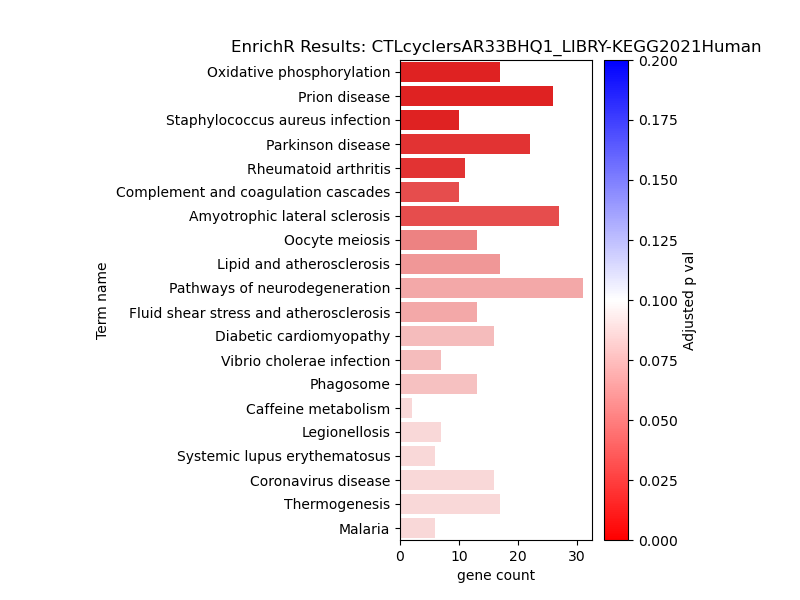 EnrichR Results: CTLcyclersAR33BHQ1_LIBRY-KEGG2021Human
Term name
Oxidative phosphorylation
Prion disease
Staphylococcus aureus infection
Parkinson disease
Rheumatoid arthritis
Complement and coagulation cascades
Amyotrophic lateral sclerosis
Oocyte meiosis
Lipid and atherosclerosis
Pathways of neurodegeneration
Fluid shear stress and atherosclerosis
Diabetic cardiomyopathy
Vibrio cholerae infection
Phagosome
Caffeine metabolism
Legionellosis
Systemic lupus erythematosus
Coronavirus disease
Thermogenesis
Malaria
0 10 20 30
gene count
0.200
0.175
0.150
0.125
0.100
0.075
0.050
0.025
0.000
Adjusted p val